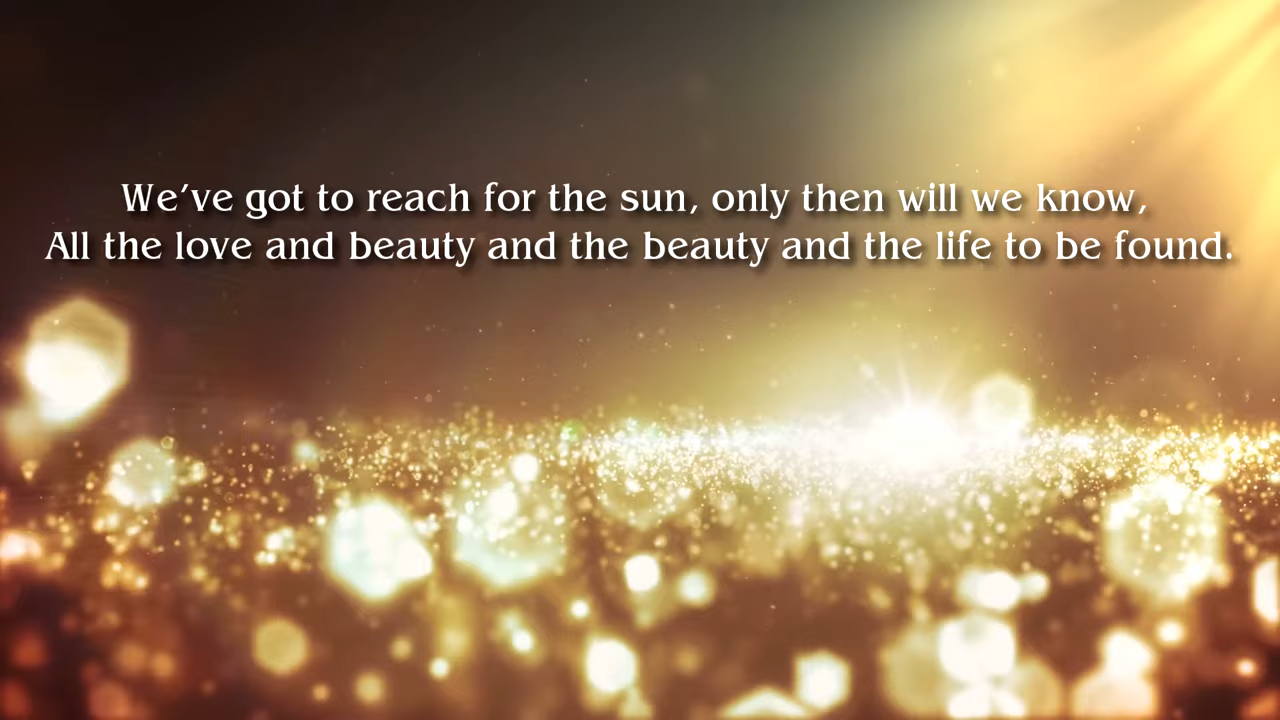 We've got to reach for the sun, only then will we know,
All the love and beauty and the beauty and the life to be found.